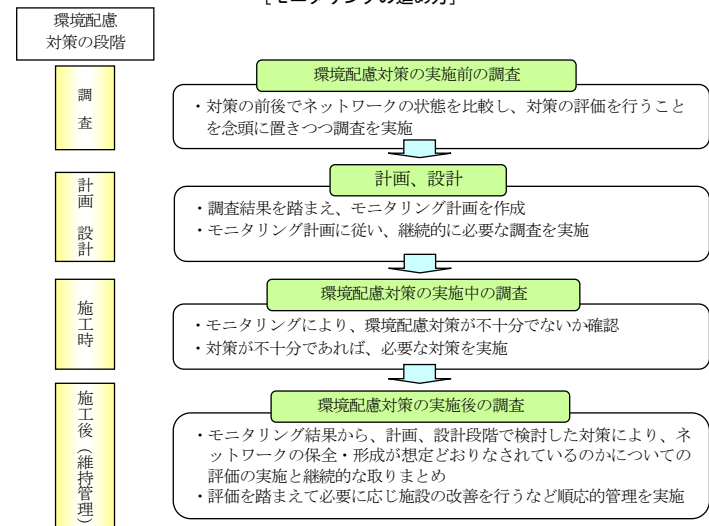 ［モニタリングの進め方］
環境配慮
対策の段階
調
査
環境配慮対策の実施前の調査
・対策の前後でネットワークの状態を比較し、対策の評価を行うこと
を念頭に置きつつ調査を実施
計画
設計
計画、設計
・調査結果を踏まえ、モニタリング計画を作成
・モニタリング計画に従い、継続的に必要な調査を実施
施工時
環境配慮対策の実施中の調査
・モニタリングにより、環境配慮対策が不十分でないか確認
・対策が不十分であれば、必要な対策を実施
施工後（維持管理）
環境配慮対策の実施後の調査
・モニタリング結果から、計画、設計段階で検討した対策により、ネ
ットワークの保全・形成が想定どおりなされているのかについての
評価の実施と継続的な取りまとめ
・評価を踏まえて必要に応じ施設の改善を行うなど順応的管理を実施